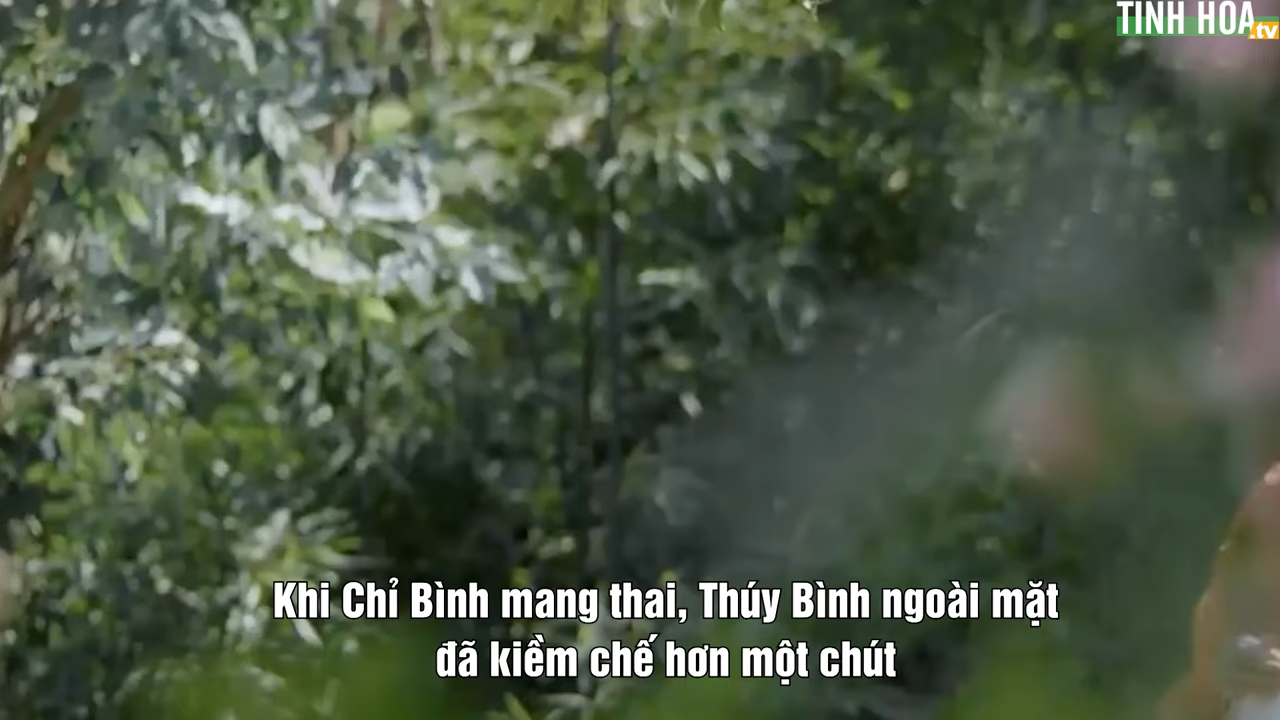 TINH HOA
.tv
Khi Chỉ Bình mang thai, Thúy Bình ngoài mặt
đã kiềm chế hơn một chút